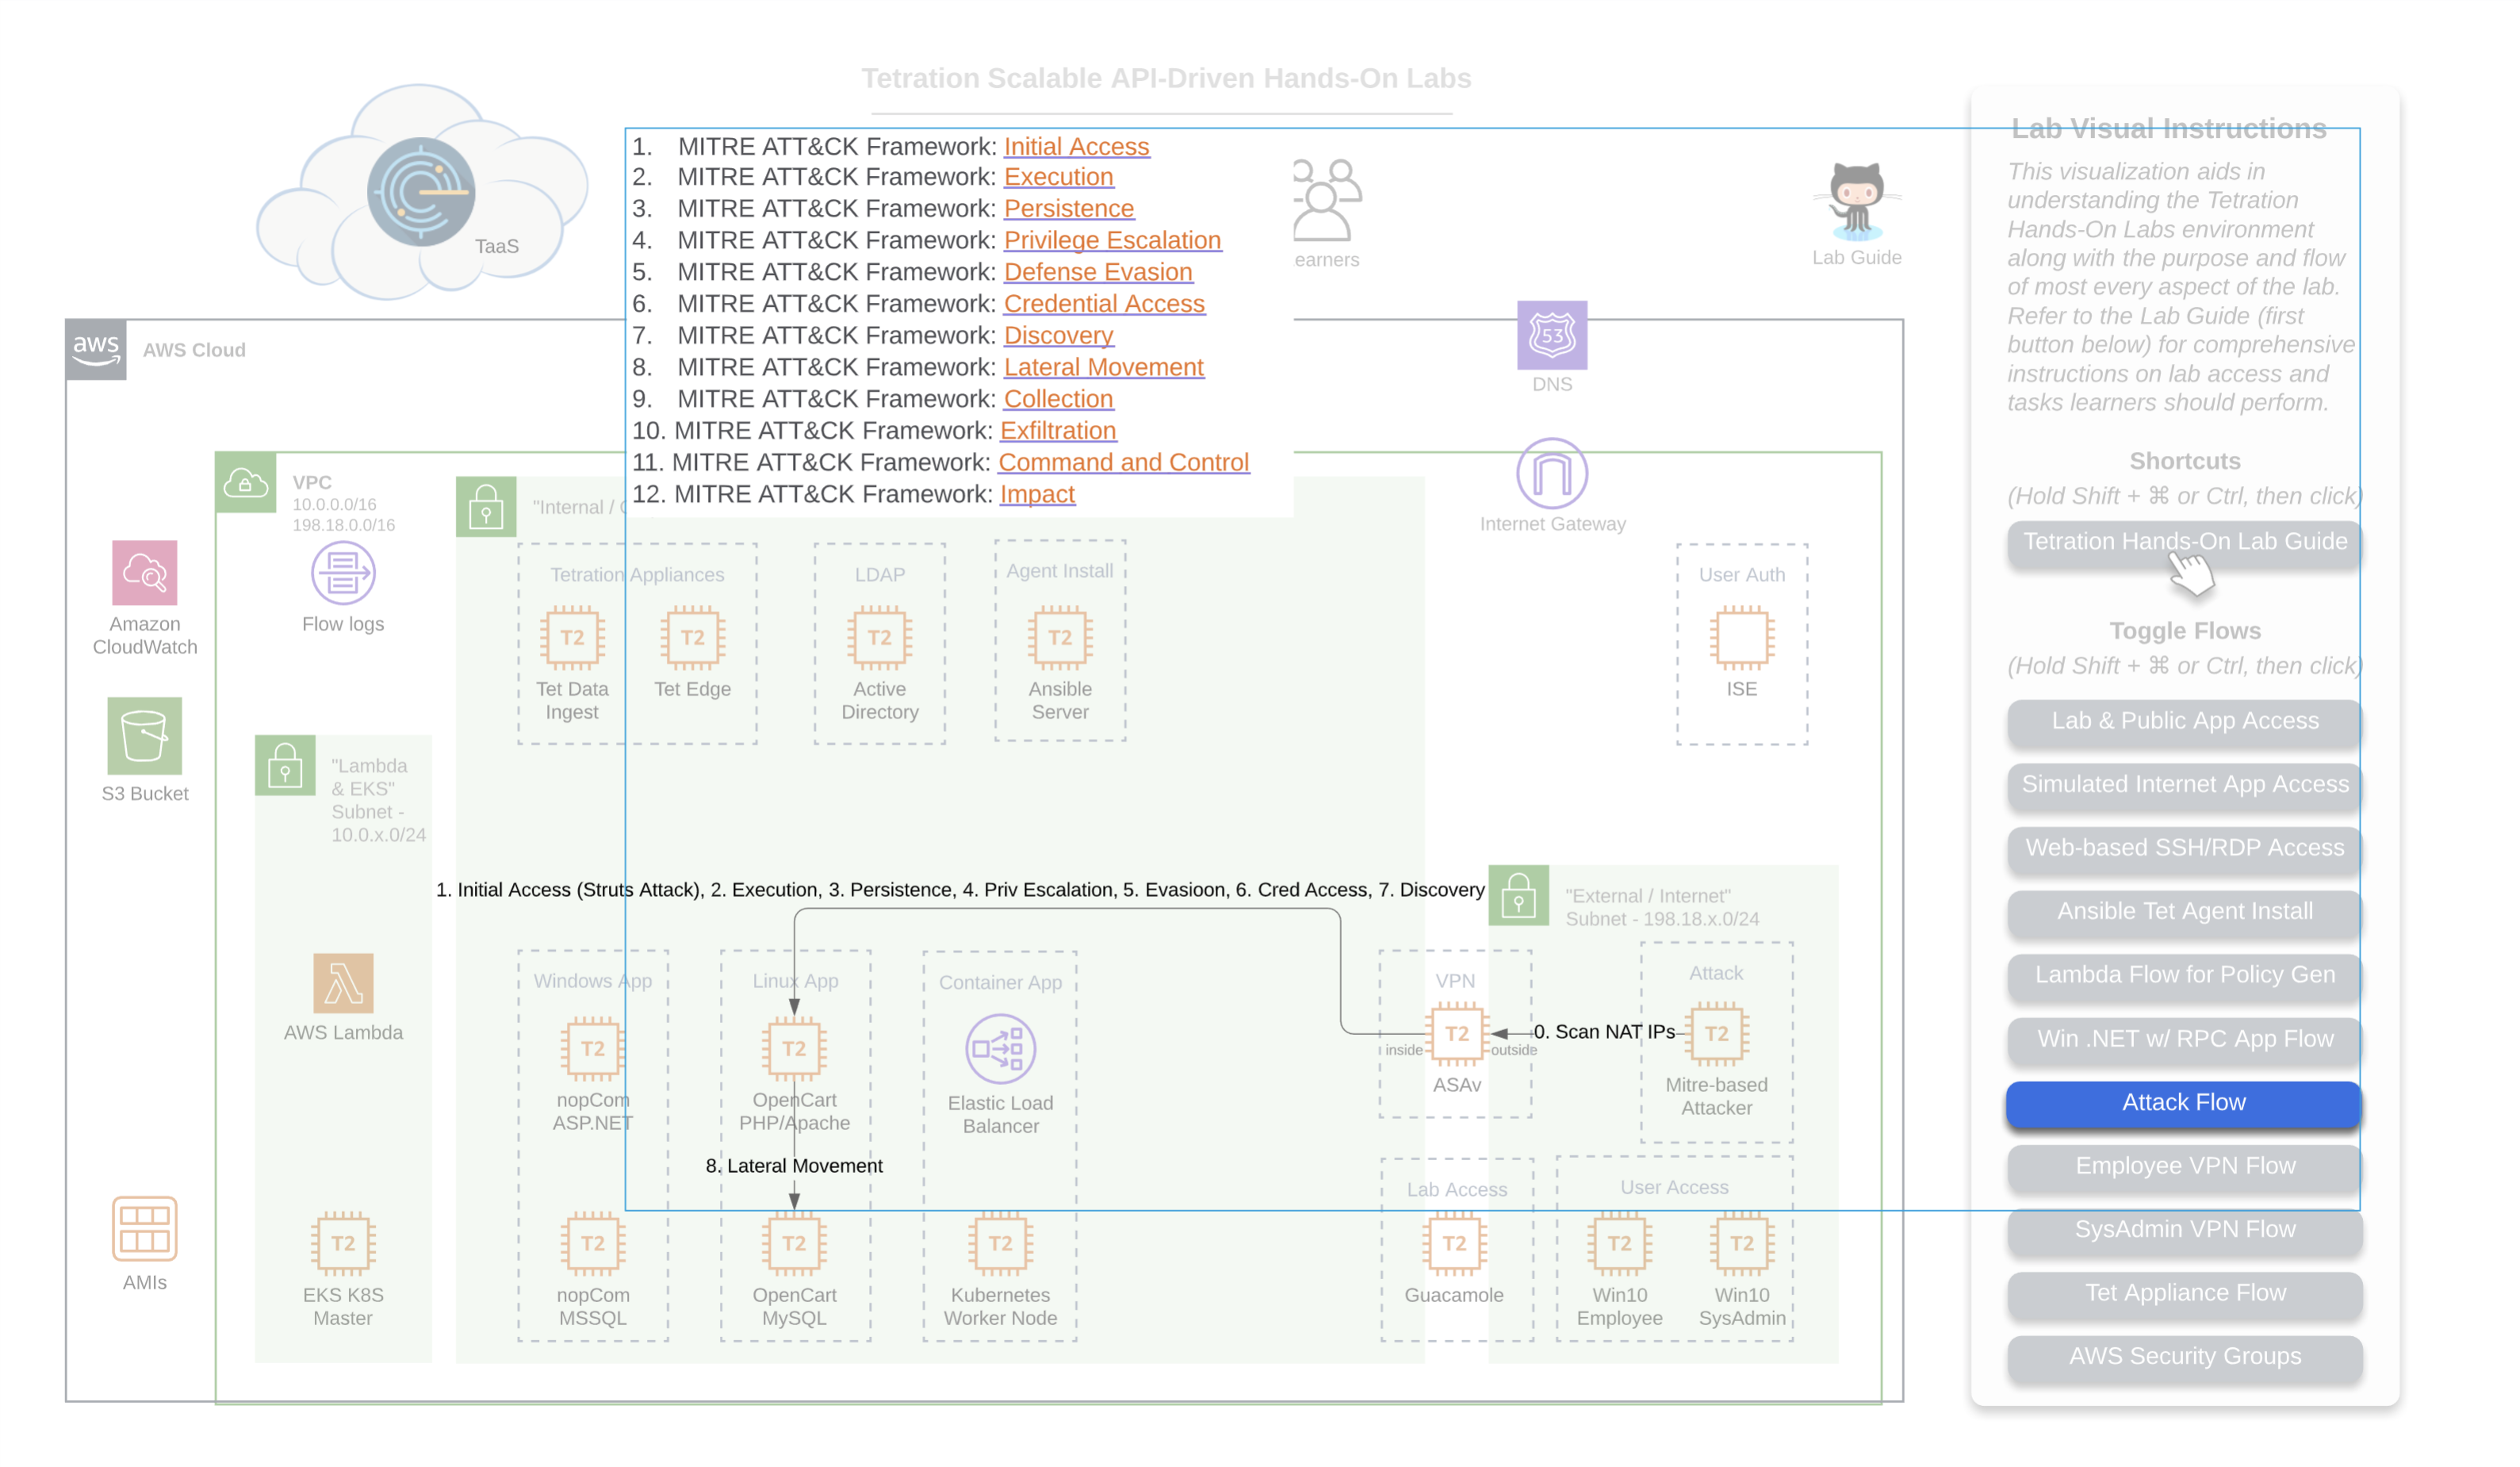 Tetration Scalable API-Driven Hands-On Labs
TaaS
1. MITRE ATT&CK Framework: Initial Access
2. MITRE ATT&CK Framework: Execution
3. MITRE ATT&CK Framework: Persistence
4. MITRE ATT&CK Framework: Privilege Escalation
5. MITRE ATT&CK Framework: Defense Evasion
6. MITRE ATT&CK Framework: Credential Access
7. MITRE ATT&CK Framework: Discovery
8. MITRE ATT&CK Framework: Lateral Movement
9. MITRE ATT&CK Framework: Collection
10. MITRE ATT&CK Framework: Exfiltration
11. MITRE ATT&CK Framework: Command and Control
12. MITRE ATT&CK Framework: Impact
earners
Lab Guide
aws
AWS Cloud
53
DNS
Internet Gateway
VPC
10.0.0.0/16
198.18.0.0/16
Flow logs
"Internal /
Amazon
CloudWatch
S3 Bucket
AMIs
"Lambda
& EKS"
Subnet -
10.0.x.0/24
AWS Lambda
T2
EKS K8S
Master
Tetration Appliances
T2
Tet Data
Ingest
T2
Tet Edge
LDAP
T2
Active
Directory
Agent Install
T2
Ansible
Server
User Auth
ISE
1. Initial Access (Struts Attack), 2. Execution, 3. Persistence, 4. Priv Escalation, 5. Evasioon, 6. Cred Access, 7. Discovery
"External / Internet"
Subnet - 198.18.x.0/24
Windows App
T2
nopCom
ASP.NET
T2
nopCom
MSSQL
Linux App
T2
OpenCart
PHP/Apache
8. Lateral Movement
T2
OpenCart
MySQL
Container App
Elastic Load
Balancer
T2
Kubernetes
Worker Node
VPN
T2
inside
outside
ASAv
0. Scan NAT IPs
Attack
T2
Mitre-based
Attacker
Lab Access
T2
Guacamole
User Access
T2
Win10
Employee
T2
Win10
SysAdmin
Lab Visual Instructions
This visualization aids in
understanding the Tetration
Hands-On Labs environment
along with the purpose and flow
of most every aspect of the lab.
Refer to the Lab Guide (first
button below) for comprehensive
instructions on lab access and
tasks learners should perform.
Shortcuts
(Hold Shift + ⌘ or Ctrl, then click)
Tetration Hands-On Lab Guide
Toggle Flows
(Hold Shift + ⌘ or Ctrl, then click)
Lab & Public App Access
Simulated Internet App Access
Web-based SSH/RDP Access
Ansible Tet Agent Install
Lambda Flow for Policy Gen
Win .NET w/ RPC App Flow
Attack Flow
Employee VPN Flow
SysAdmin VPN Flow
Tet Appliance Flow
AWS Security Groups